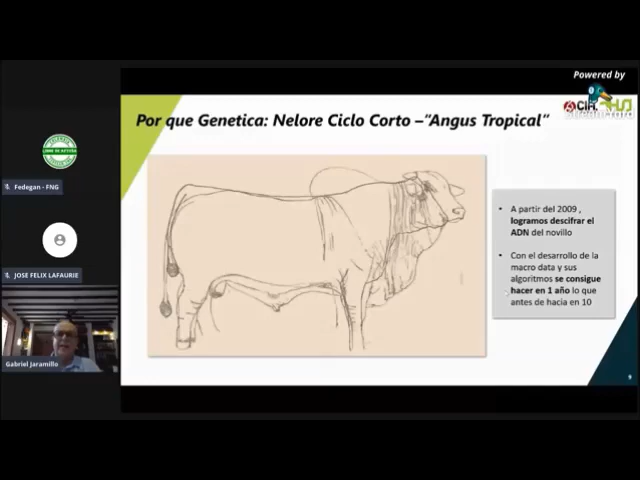 Powered by
StreamYard
Por que Genetica: Nelore Ciclo Corto –"Angus Tropical"
Fedegan - FNG
JOSE FELIX LAFAURIE
Gabriel Jaramillo
• A partir del 2009 ,
logramos descifrar el
ADN del novillo
• Con el desarrollo de la
macro data y sus
algoritmos se consigue
hacer en 1 año lo que
antes de hacia en 10
9